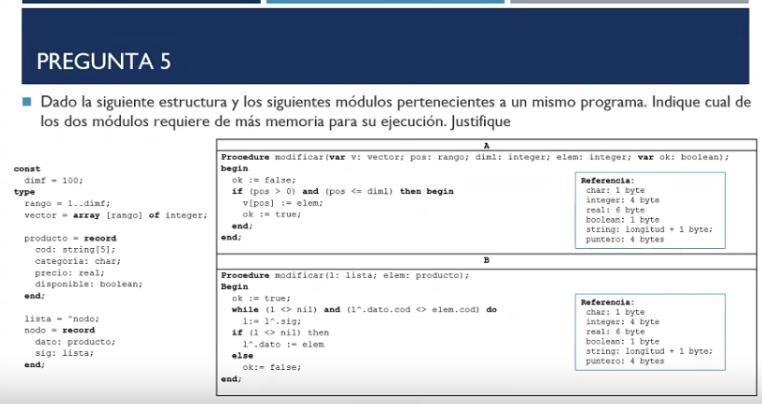 PREGUNTA 5
Dado la siguiente estructura y los siguientes módulos pertenecientes a un mismo programa. Indique cual de
los dos módulos requiere de más memoria para su ejecución. Justifique
const
dimf = 100;
type
rango = 1..dimf;
vector = array [rango] of integer;
producto = record
cod: string[5];
categoria: char;
precio: real;
disponible: boolean;
end;
lista = ^nodo;
nodo = record
dato: producto;
sig: lista;
end;
A
Procedure modificar(var v: vector; pos: rango; diml: integer; elem: integer; var ok: boolean);
begin
ok := false;
if (pos > 0) and (pos <= diml) then begin
v[pos] := elem;
ok := true;
end;
end;
Referencia:
char: 1 byte
integer: 4 byte
real: 6 byte
boolean: 1 byte
string: longitud + 1 byte;
puntero: 4 bytes
B
Procedure modificar(l: lista; elem: producto);
Begin
ok := true;
while (l <> nil) and (l^.dato.cod <> elem.cod) do
l:= l^.sig;
if (l <> nil) then
l^.dato := elem
else
ok:= false;
end;
Referencia:
char: 1 byte
integer: 4 byte
real: 6 byte
boolean: 1 byte
string: longitud + 1 byte;
puntero: 4 bytes